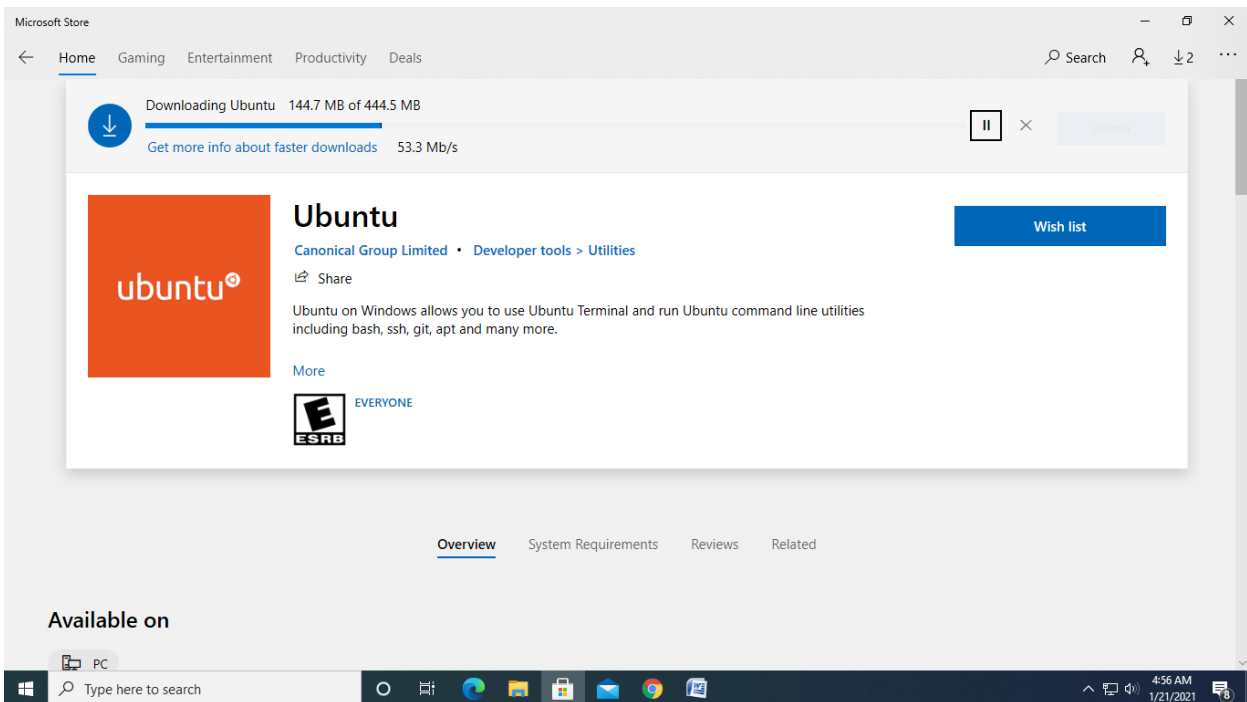 Microsoft Store
Home Gaming Entertainment Productivity Deals Search 2
Downloading Ubuntu 144.7 MB of 444.5 MB
Launch
Get more info about faster downloads 53.3 Mb/s
Ubuntu
Wish list
Canonical Group Limited • Developer tools > Utilities
Share
ubuntu
Ubuntu on Windows allows you to use Ubuntu Terminal and run Ubuntu command line utilities
including bash, ssh, git, apt and many more.
More
EVERYONE
E
ESRB
Overview System Requirements Reviews Related
Available on
PC
Type here to search
4:56 AM
1/21/2021
8